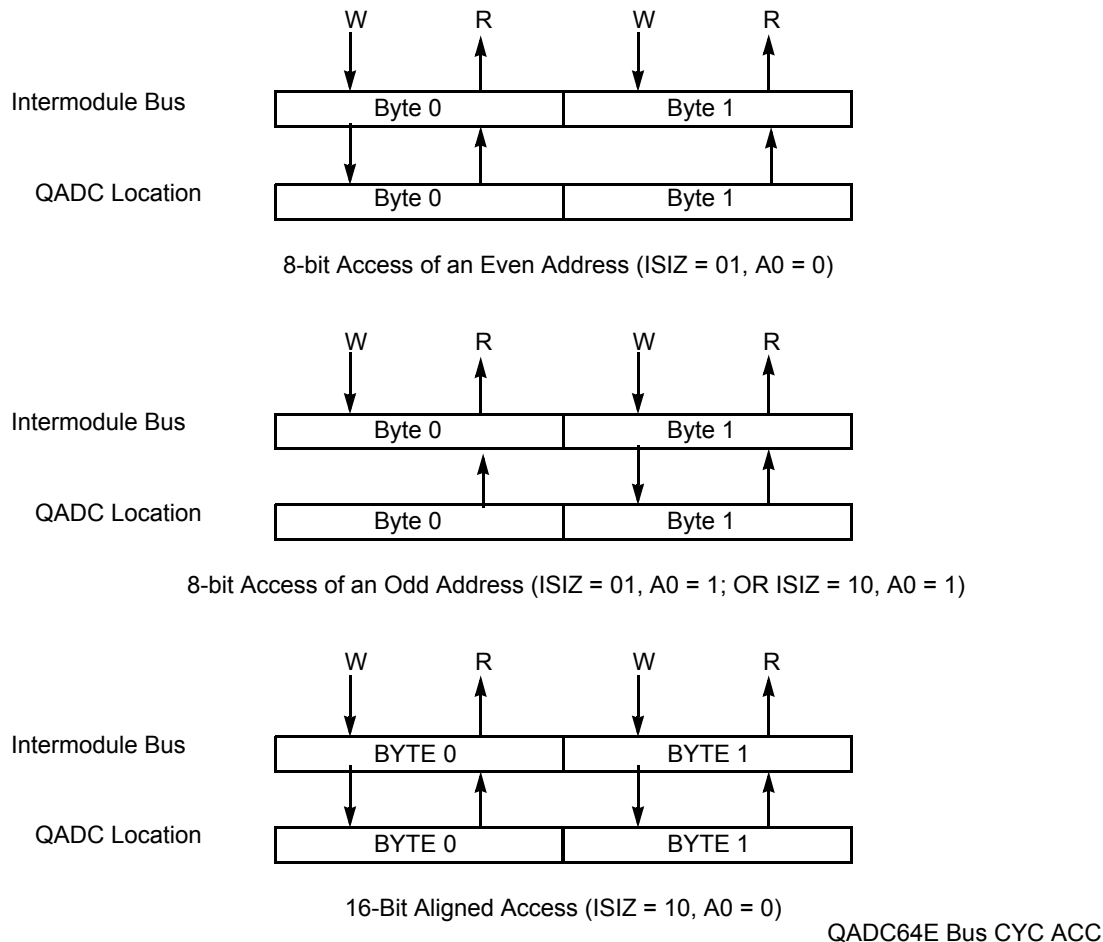 W R W R
Intermodule Bus Byte 0 Byte 1
QADC Location Byte 0 Byte 1
8-bit Access of an Even Address (ISIZ = 01, A0 = 0)
W R W R
Intermodule Bus Byte 0 Byte 1
QADC Location Byte 0 Byte 1
8-bit Access of an Odd Address (ISIZ = 01, A0 = 1; OR ISIZ = 10, A0 = 1)
W R W R
Intermodule Bus BYTE 0 BYTE 1
QADC Location BYTE 0 BYTE 1
16-Bit Aligned Access (ISIZ = 10, A0 = 0)
QADC64E Bus CYC ACC